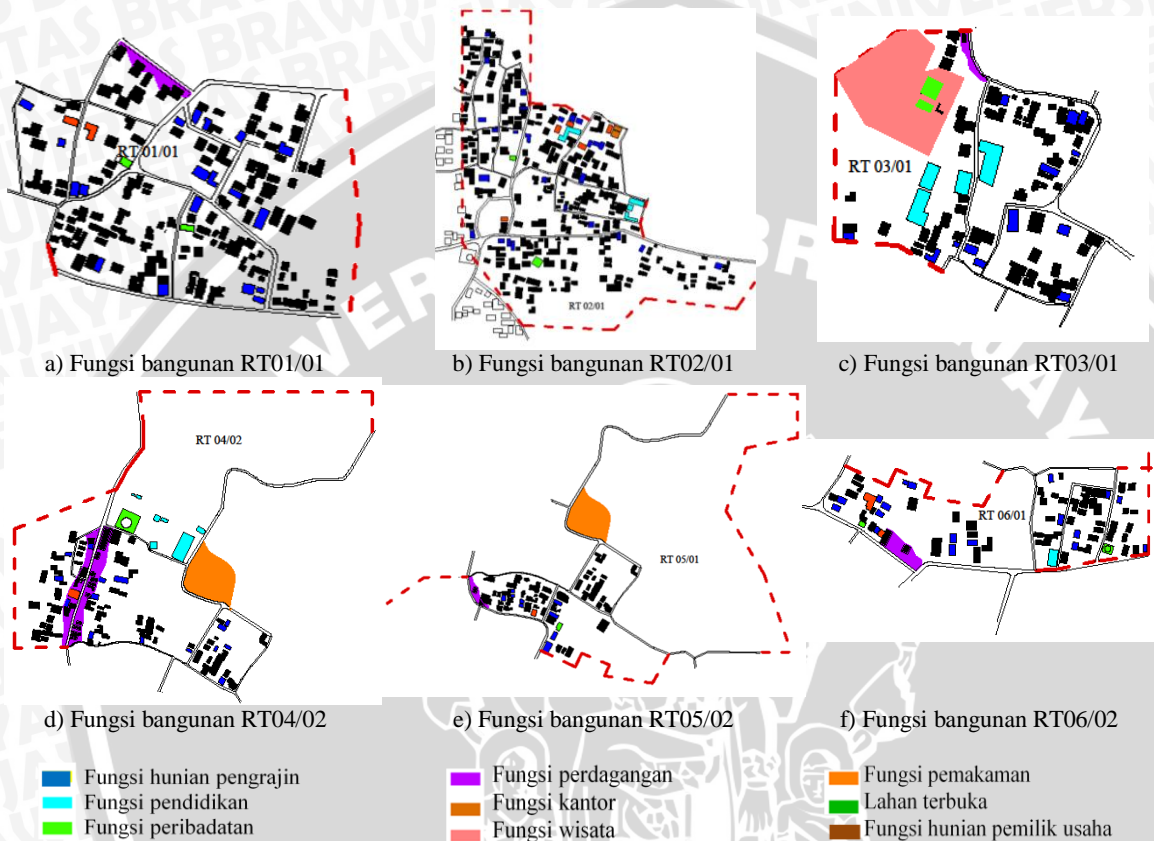 RT 01/01
RT 02/01
RT 03/01
a) Fungsi bangunan RT01/01
b) Fungsi bangunan RT02/01
c) Fungsi bangunan RT03/01
RT 04/02
RT 05/01
RT 06/01
d) Fungsi bangunan RT04/02
e) Fungsi bangunan RT05/02
f) Fungsi bangunan RT06/02
Fungsi hunian pengrajin
Fungsi pendidikan
Fungsi peribadatan
Fungsi perdagangan
Fungsi kantor
Fungsi wisata
Fungsi pemakaman
Lahan terbuka
Fungsi hunian pemilik usaha